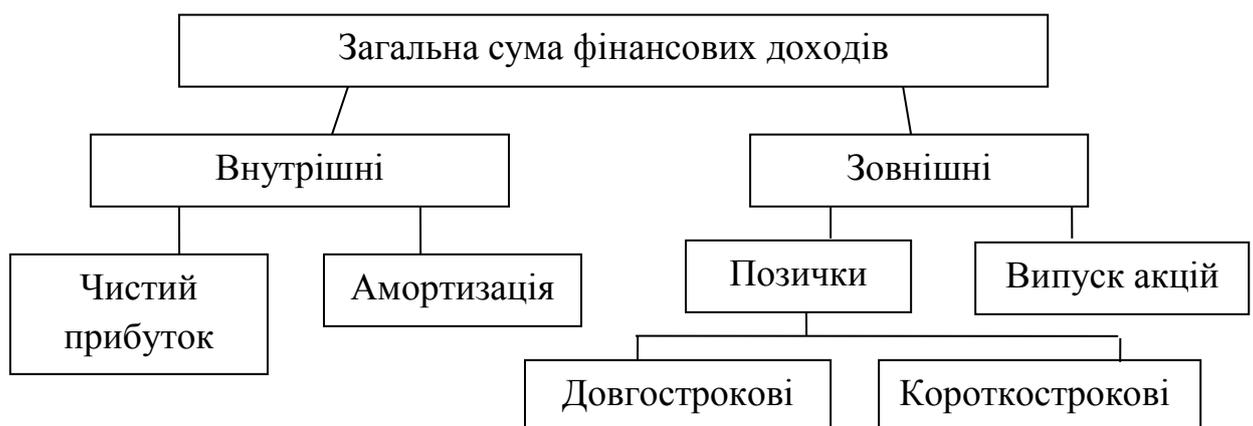 Загальна сума фінансових доходів
Внутрішні
Зовнішні
Чистий
прибуток
Амортизація
Позички
Випуск акцій
Довгострокові
Короткострокові